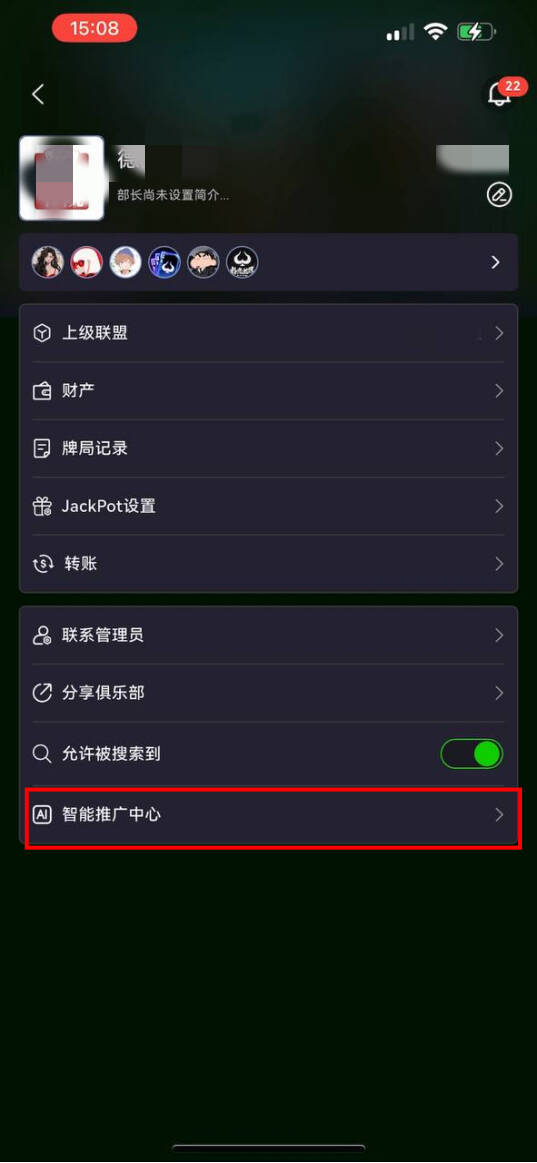 15:08
22
德
部长尚未设置简介...
上级联盟
财产
牌局记录
JackPot设置
转账
联系管理员
分享俱乐部
允许被搜索到
AI 智能推广中心